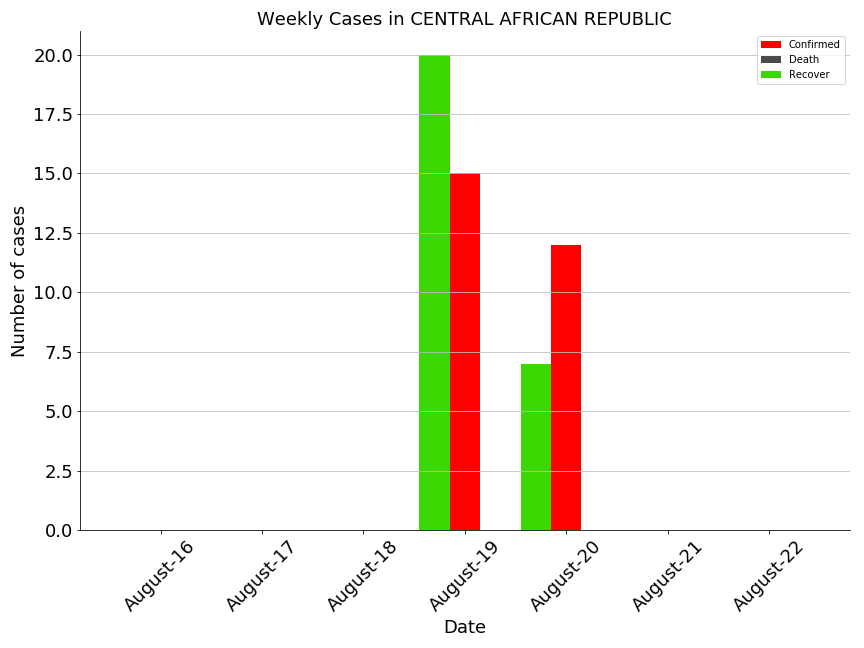 Weekly Cases in CENTRAL AFRICAN REPUBLIC
Confirmed
Death
Recover
Number of cases
20.0
17.5
15.0
12.5
10.0
7.5
5.0
2.5
0.0
August-16
August-17
August-18
August-19
August-20
August-21
August-22
Date